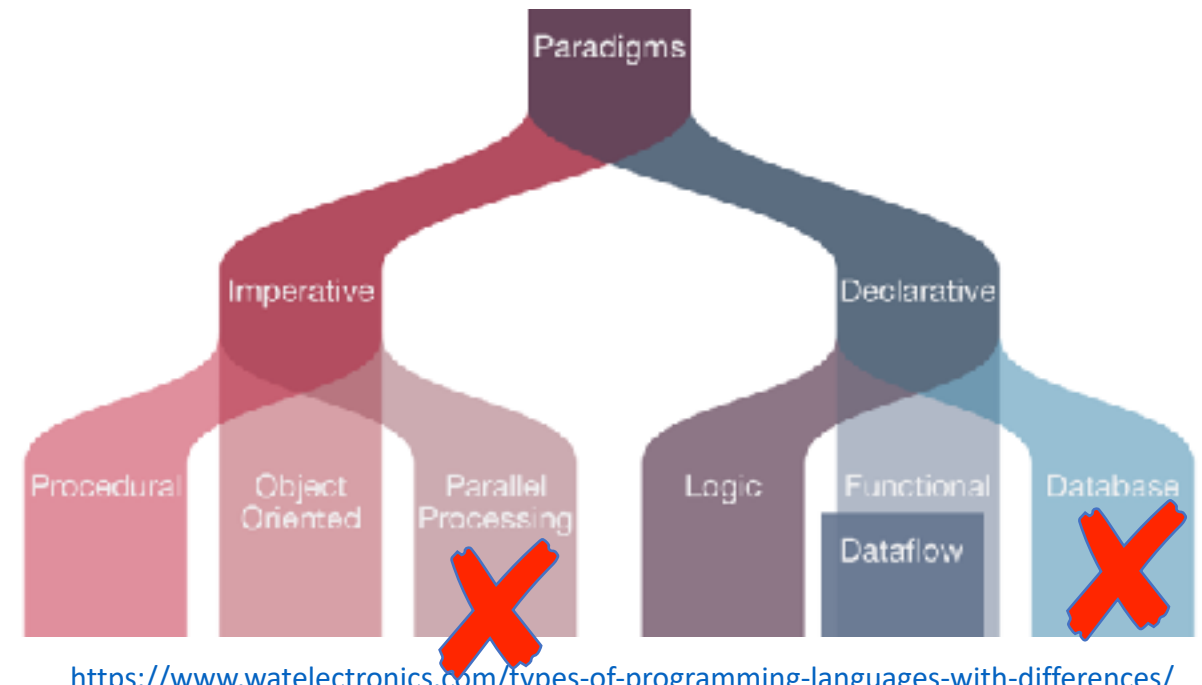 Paradigms
Imperative
Declarative
Procedural
Object
Oriented
Parallel
Processing
Logic
Functional
Dataflow
Database
https://www.watelectronics.com/types-of-programming-languages-with-differences/